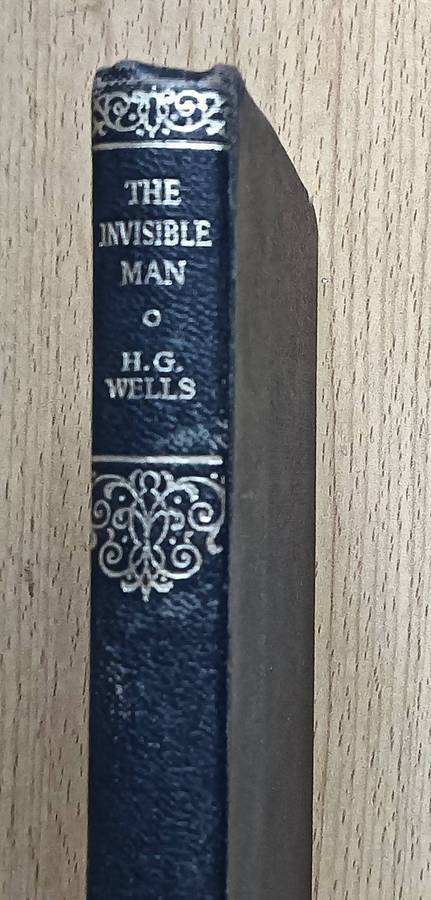 THE
INVISIBLE
MAN
H.G.
WELLS